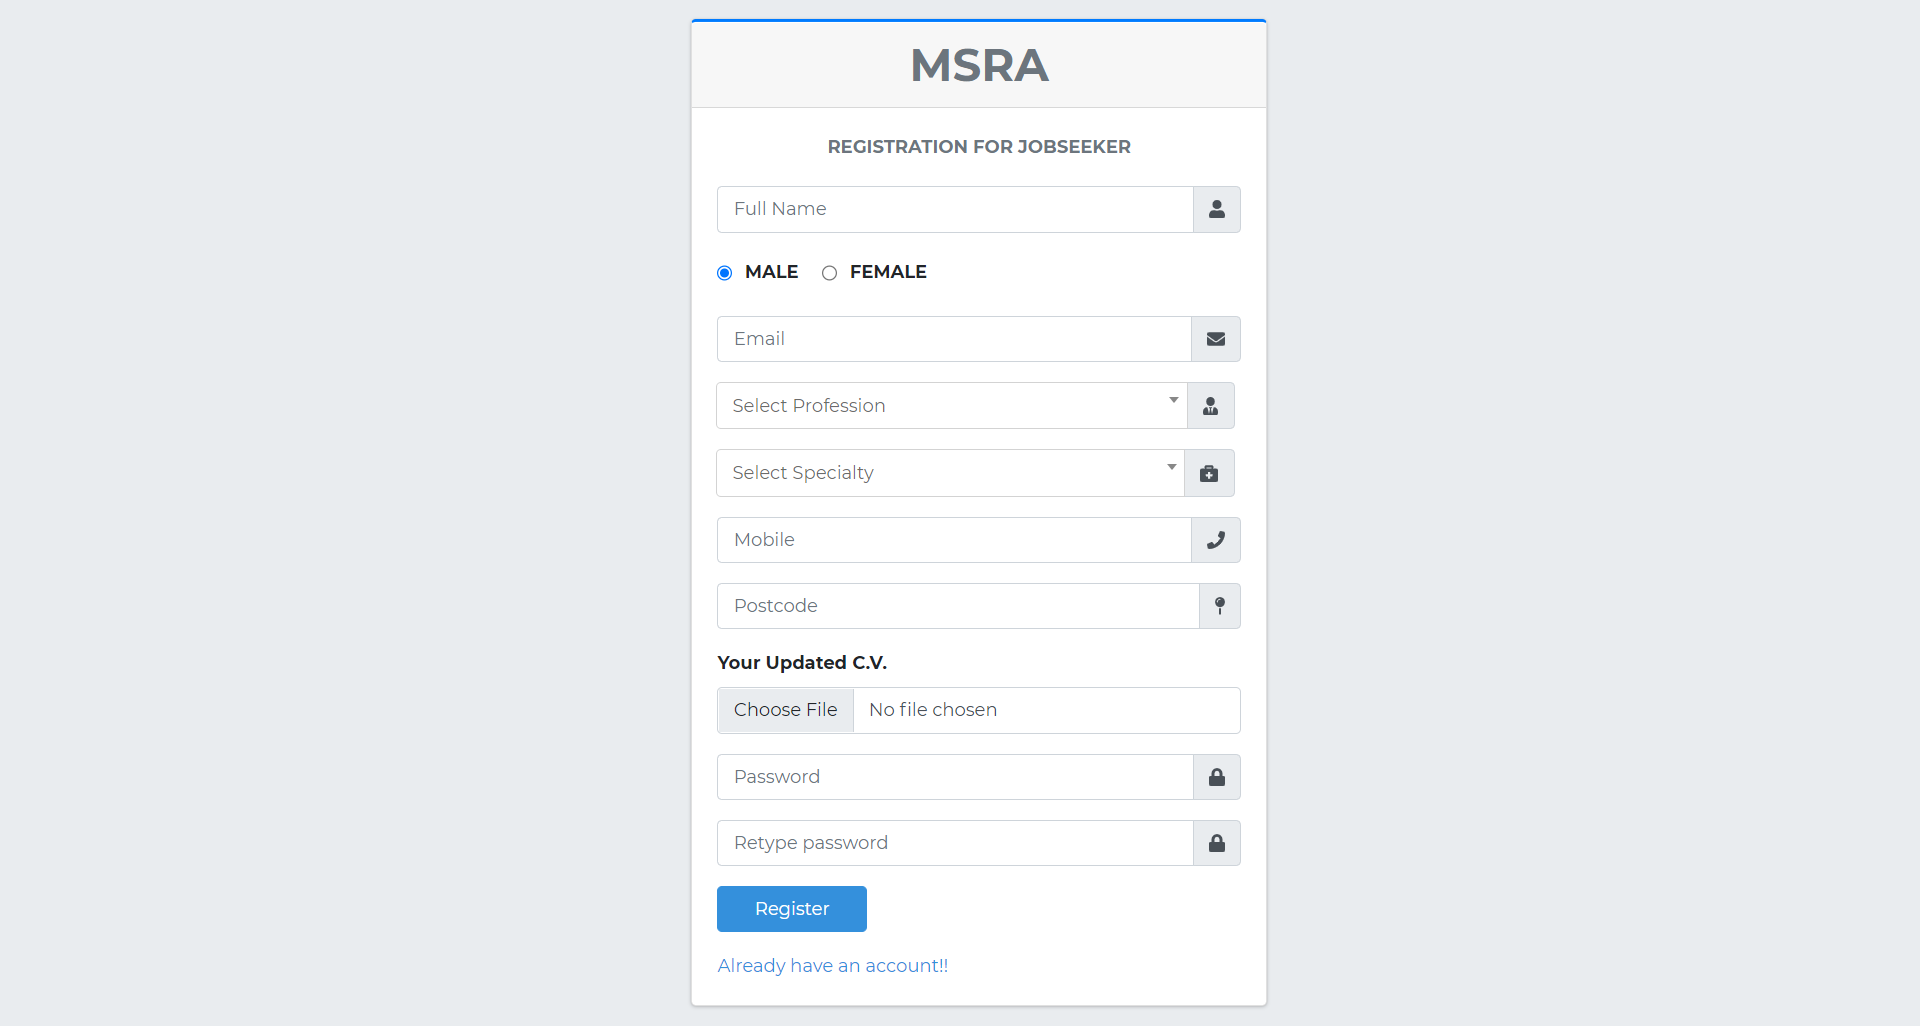 MSRA
REGISTRATION FOR JOBSEEKER
Full Name
MALE FEMALE
Email
Select Profession
Select Specialty
Mobile
Postcode
Your Updated C.V.
Choose File No file chosen
Password
Retype password
Register
Already have an account!!